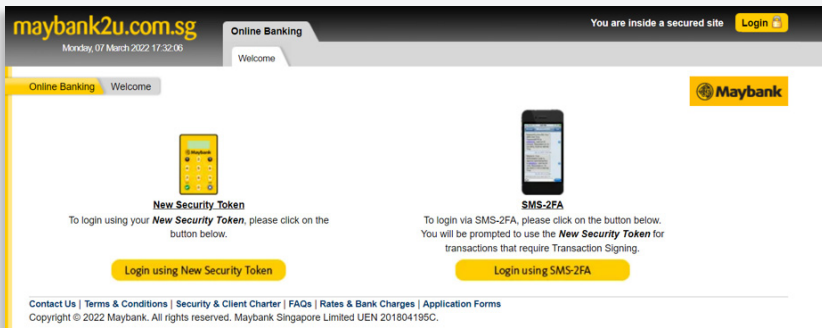 maybank2u.com.sg
Monday, 07 March 2022 17:32:06
Online Banking
Welcome
You are inside a secured site
Login
Online Banking
Welcome
Maybank
Maybank
New Security Token
To login using your New Security Token, please click on the
button below.
Login using New Security Token
SMS-2FA
To login via SMS-2FA, please click on the button below.
You will be prompted to use the New Security Token for
transactions that require Transaction Signing.
Login using SMS-2FA
Contact Us | Terms & Conditions | Security & Client Charter | FAQs | Rates & Bank Charges | Application Forms
Copyright © 2022 Maybank. All rights reserved. Maybank Singapore Limited UEN 201804195C.